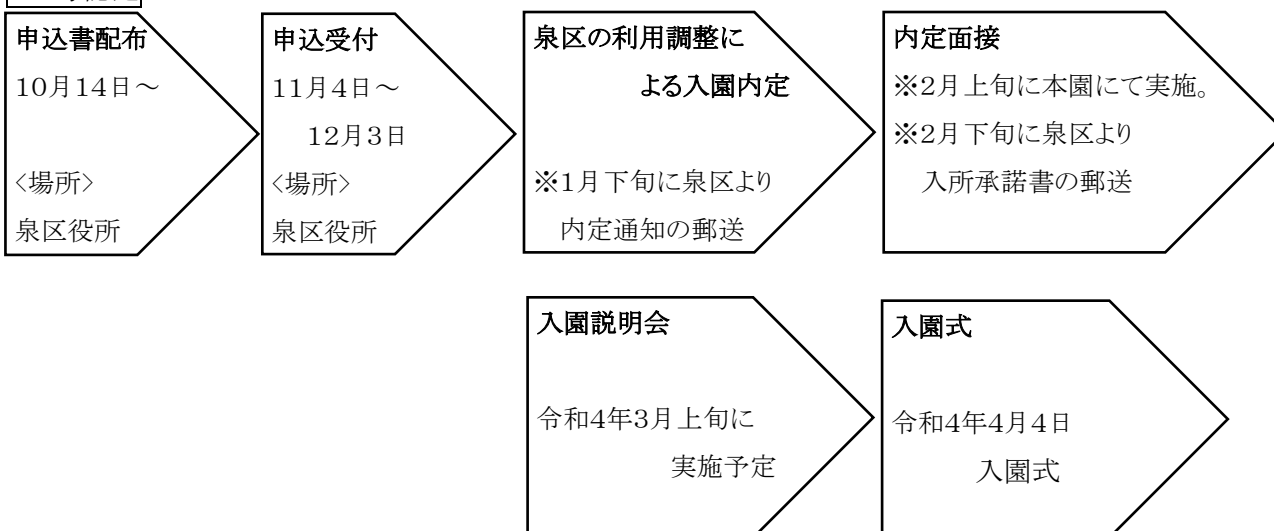 申込書配布
10月14日～
<場所>
泉区役所
申込受付
11月4日～
12月3日
<場所>
泉区役所
泉区の利用調整に
よる入園内定
※1月下旬に泉区より
内定通知の郵送
内定面接
※2月上旬に本園にて実施。
※2月下旬に泉区より
入所承諾書の郵送
入園説明会
令和4年3月上旬に
実施予定
入園式
令和4年4月4日
入園式